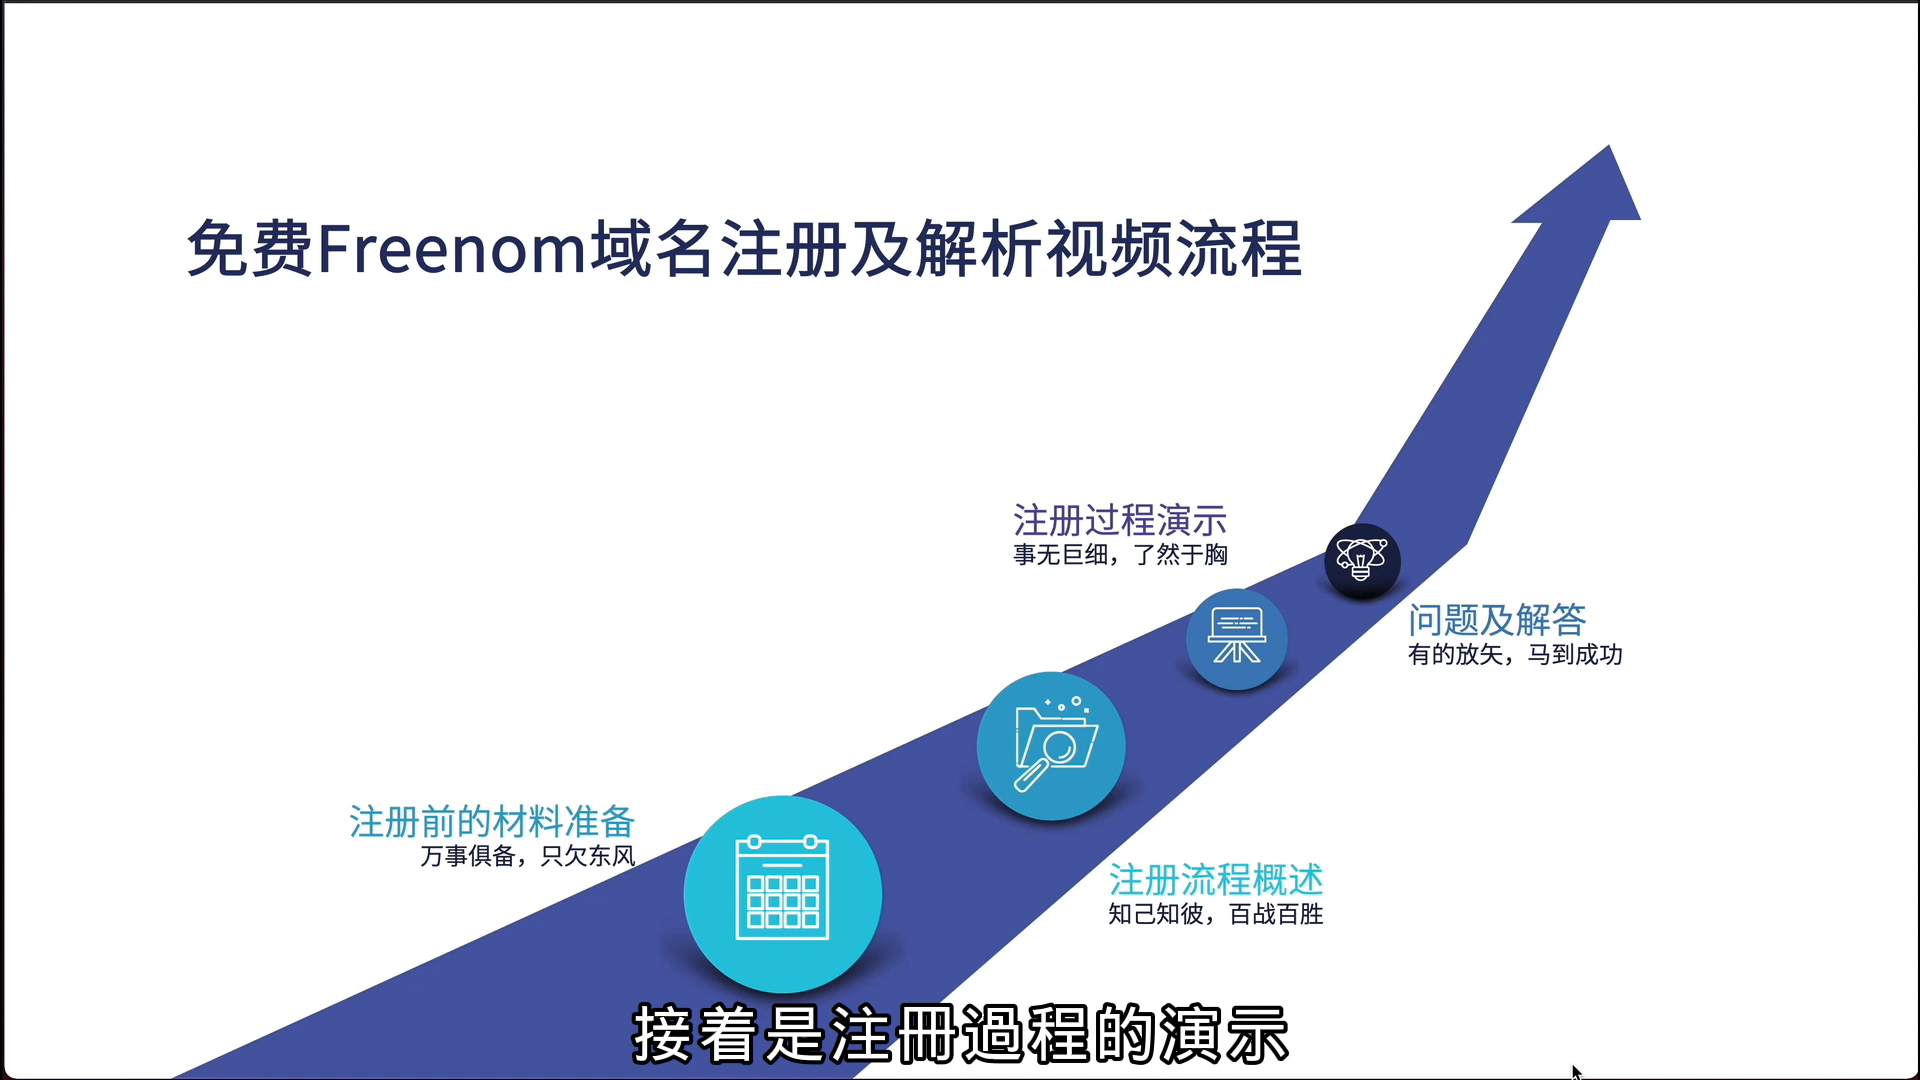 免费Freenom域名注册及解析视频流程
注册过程演示
事无巨细，了然于胸
问题及解答
有的放矢，马到成功
注册前的材料准备
万事俱备，只欠东风
注册流程概述
知己知彼，百战百胜
接着是注冊過程的演示